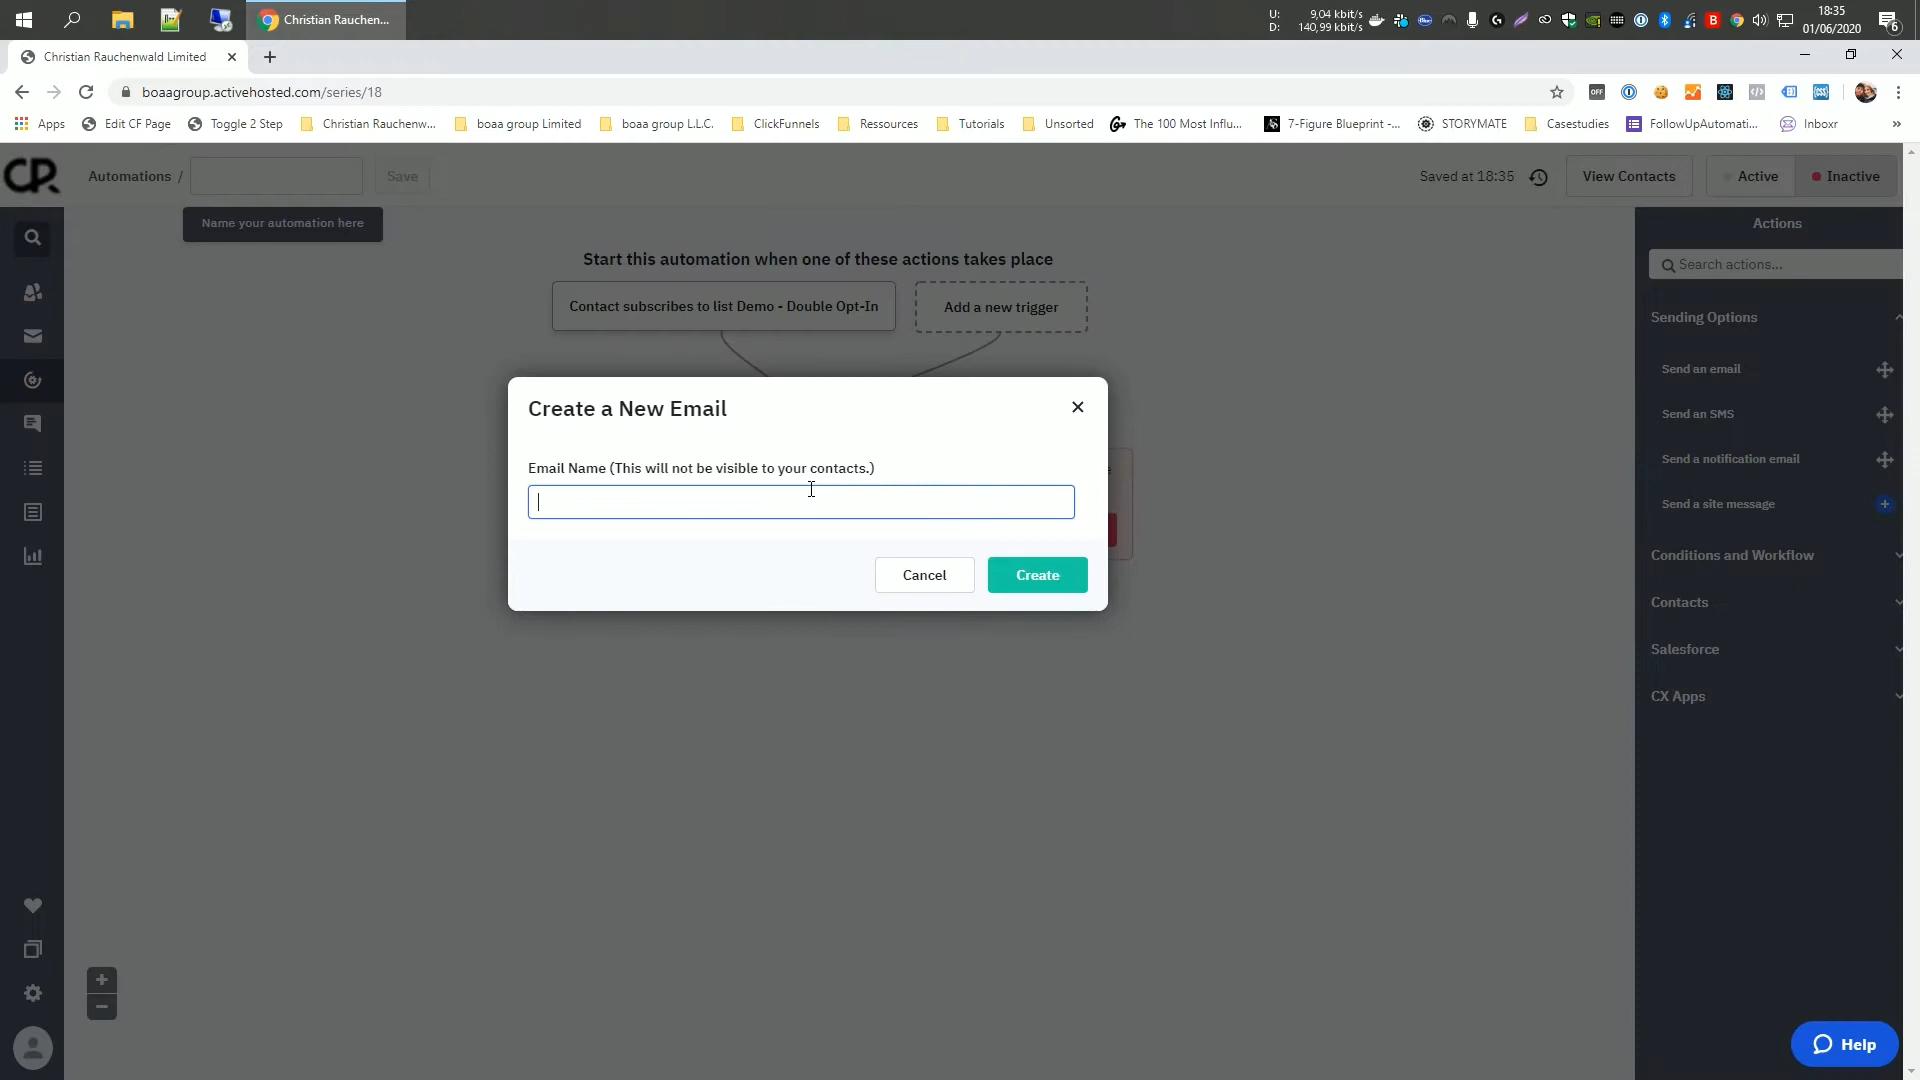 Christian Rauchen...
U: 9,04 kbit/s
D: 140,99 kbit/s
18:35
01/06/2020
6
Christian Rauchenwald Limited
boaagroup.activehosted.com/series/18
Apps
Edit CF Page
Toggle 2 Step
Christian Rauchenw...
boaa group Limited
boaa group L.L.C.
ClickFunnels
Ressources
Tutorials
Unsorted
The 100 Most Influ...
7-Figure Blueprint -...
STORYMATE
Casestudies
FollowUpAutomati...
Inboxr
»
CR
Automations /
Save
Saved at 18:35
View Contacts
Active
Inactive
Name your automation here
Start this automation when one of these actions takes place
Contact subscribes to list Demo - Double Opt-In
Add a new trigger
Create a New Email
Email Name (This will not be visible to your contacts.)
Cancel
Create
Actions
Search actions...
Sending Options
Send an email
Send an SMS
Send a notification email
Send a site message
Conditions and Workflow
Contacts
Salesforce
CX Apps
Help